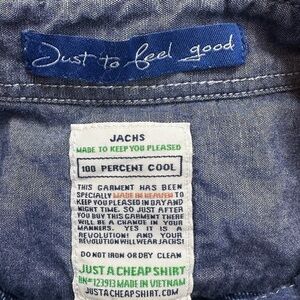 Just to feel good
JACHS
MADE TO KEEP YOU PLEASED
100 PERCENT COOL
THIS GARMENT HAS BEEN
SPECIALLY MADE IN HEAVEN TO
KEEP YOU PLEASED IN DAY AND
NIGHT TIME. SO JUST AFTER
YOU BUY THIS GARMENT THERE
WILL BE A CHANGE IN YOUR
MANNERS. YES IT IS A
REVOLUTION! AND YOUR
REVOLUTION WILL WEAR JACHS!
DO NOT IRON OR DRY CLEAN
JUST A CHEAP SHIRT
RN#123913 MADE IN VIETNAM
JUSTACHEAPSHIRT.COM